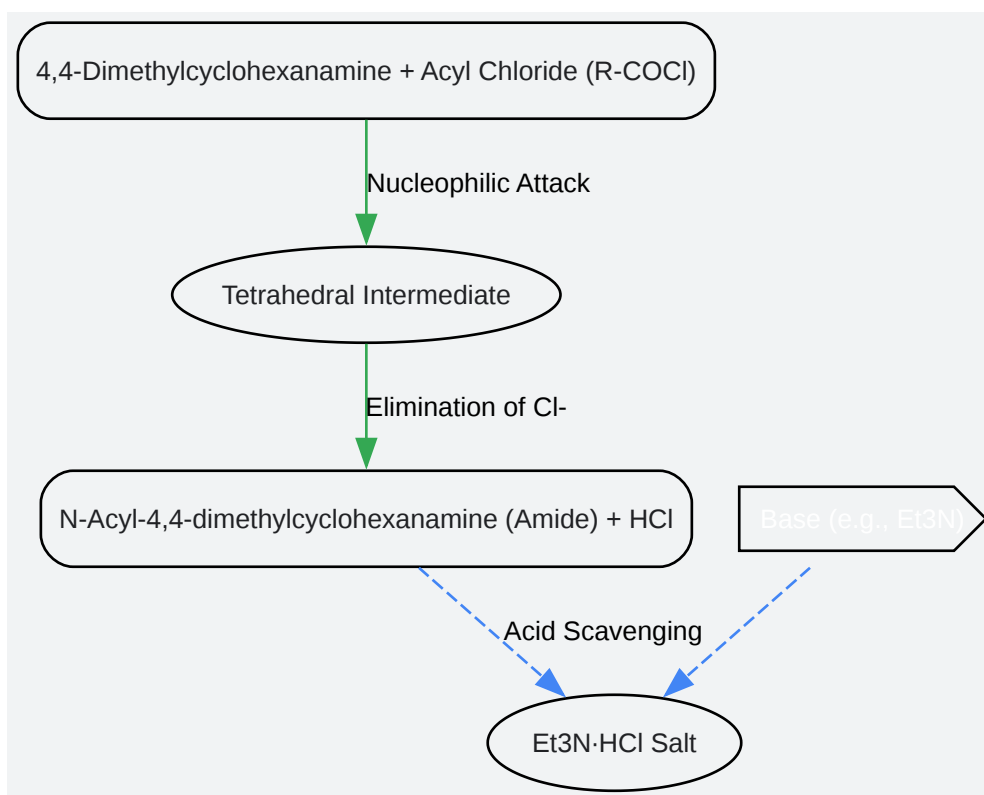 4,4-Dimethylcyclohexanamine + Acyl Chloride (R-COCl)
Nucleophilic Attack
Tetrahedral Intermediate
Elimination of Cl-
N-Acyl-4,4-dimethylcyclohexanamine (Amide) + HCl
Base (e.g., Et3N)
Acid Scavenging
Et3N·HCl Salt